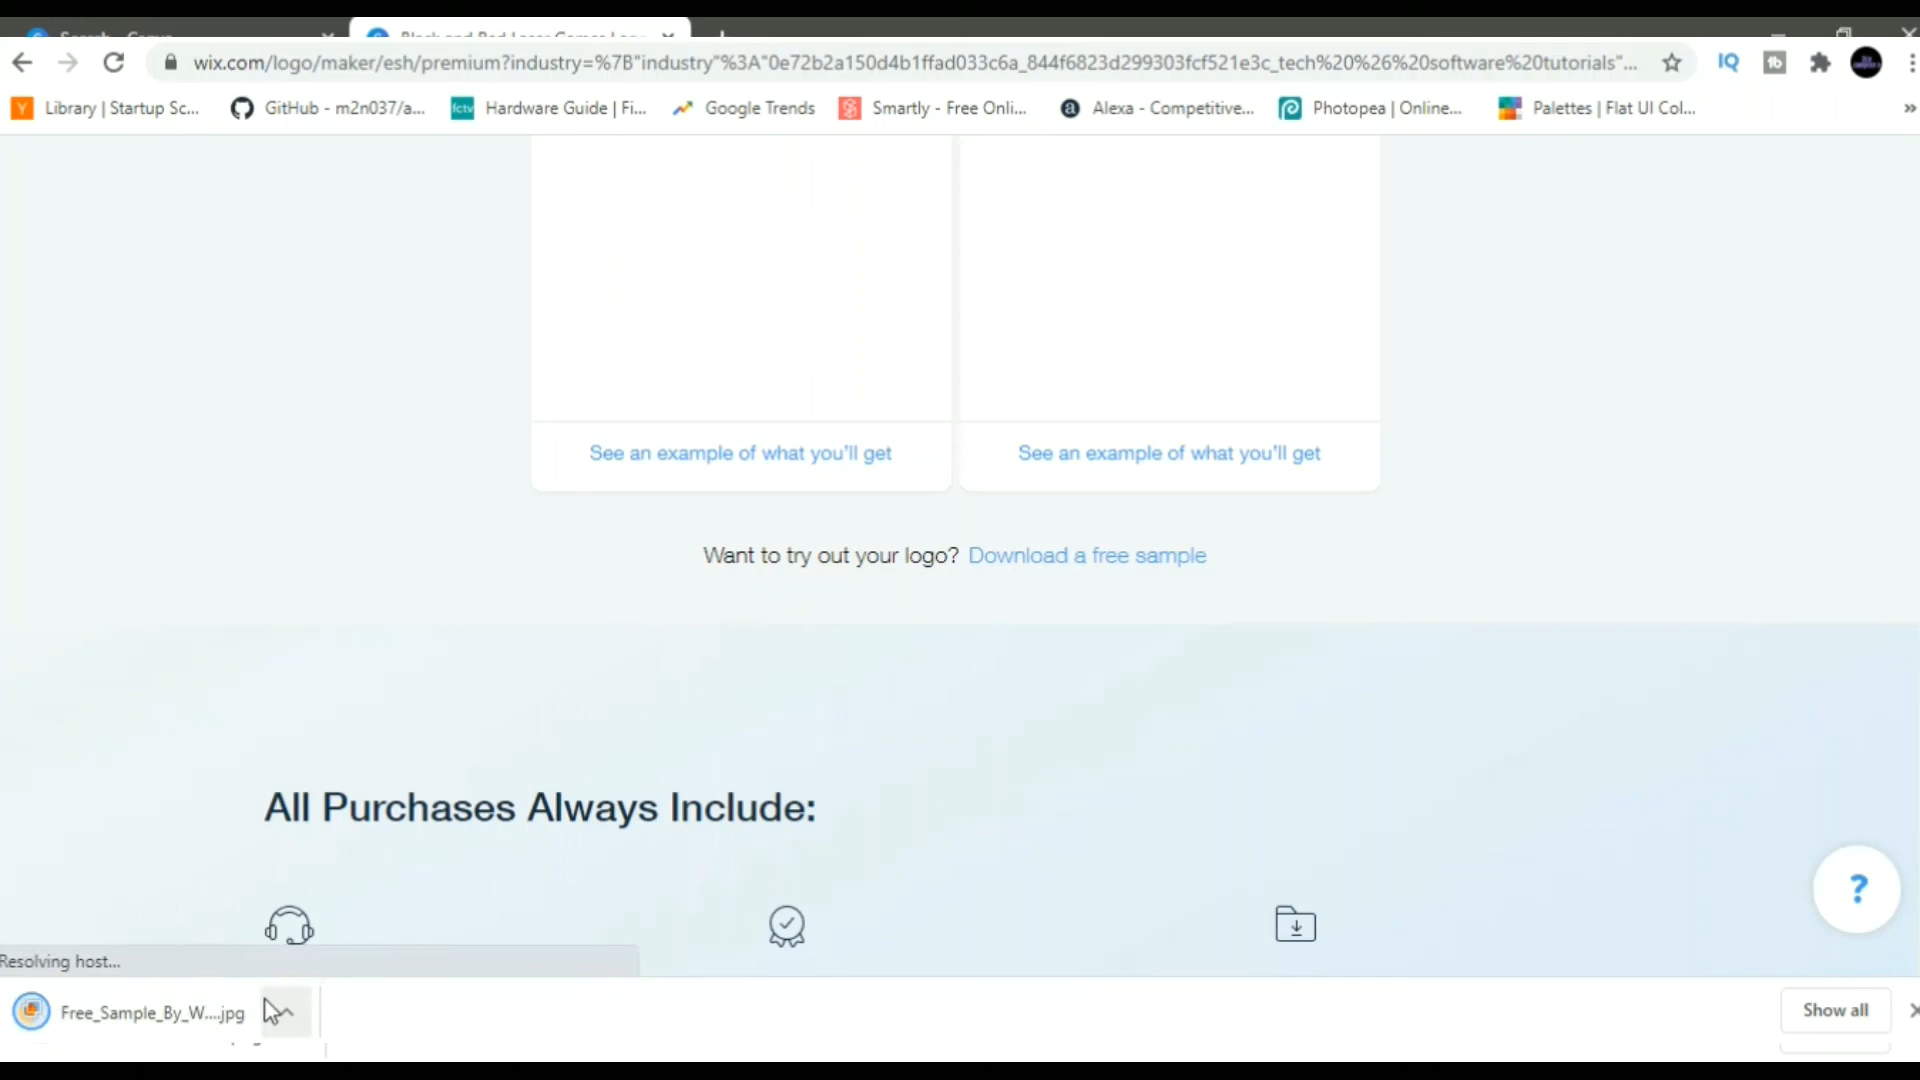 wix.com/logo/maker/esh/premium?industry=%7B"industry"%3A"0e72b2a150d4b1ffad033c6a_844f6823d299303fcf521e3c_tech%20%26%20software%20tutorials"...
IQ
Library | Startup Sc...
GitHub - m2n037/a...
fctv
Hardware Guide | Fi...
Google Trends
Smartly - Free Onli...
Alexa - Competitive...
Photopea | Online...
Palettes | Flat UI Col...
See an example of what you'll get
See an example of what you'll get
Want to try out your logo? Download a free sample
All Purchases Always Include:
?
Resolving host...
Free_Sample_By_W....jpg
Show all